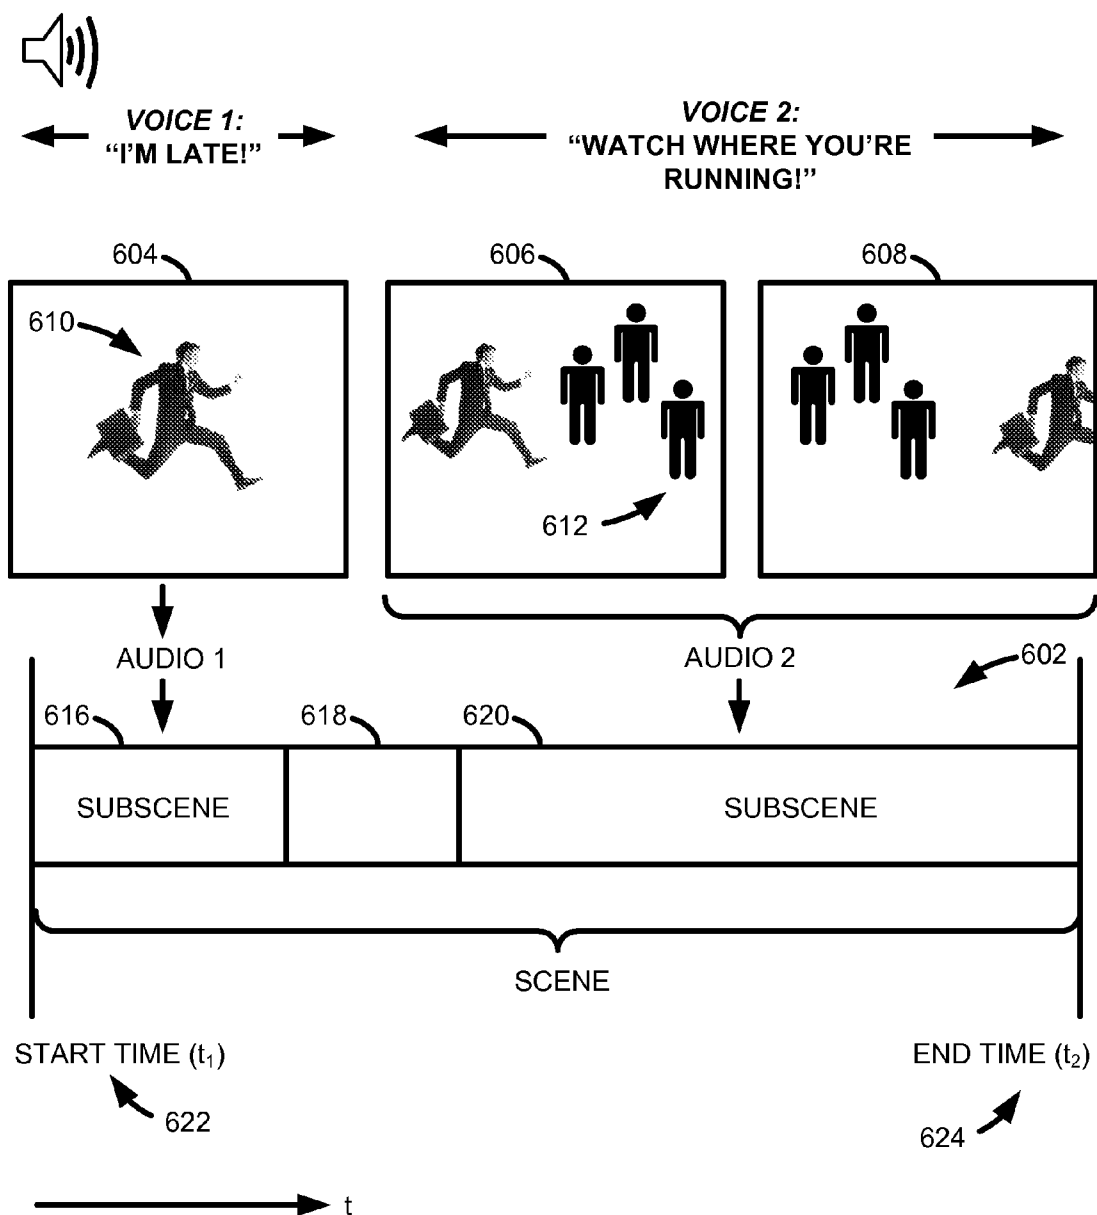 VOICE 1:
“I’M LATE!”
VOICE 2:
“WATCH WHERE YOU’RE
RUNNING!”
604
606
608
610
612
AUDIO 1
AUDIO 2
602
616
618
620
SUBSCENE
SUBSCENE
SCENE
START TIME (t₁)
END TIME (t₂)
622
624
t